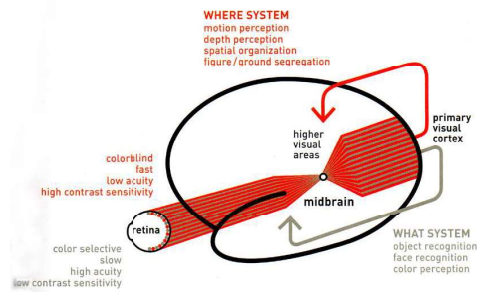 WHERE SYSTEM
motion perception
depth perception
spatial organization
figure/ground segregation
primary
visual
cortex
higher
visual
areas
colorblind
fast
low acuity
high contrast sensitivity
midbrain
retina
WHAT SYSTEM
object recognition
face recognition
color perception
color selective
slow
high acuity
low contrast sensitivity